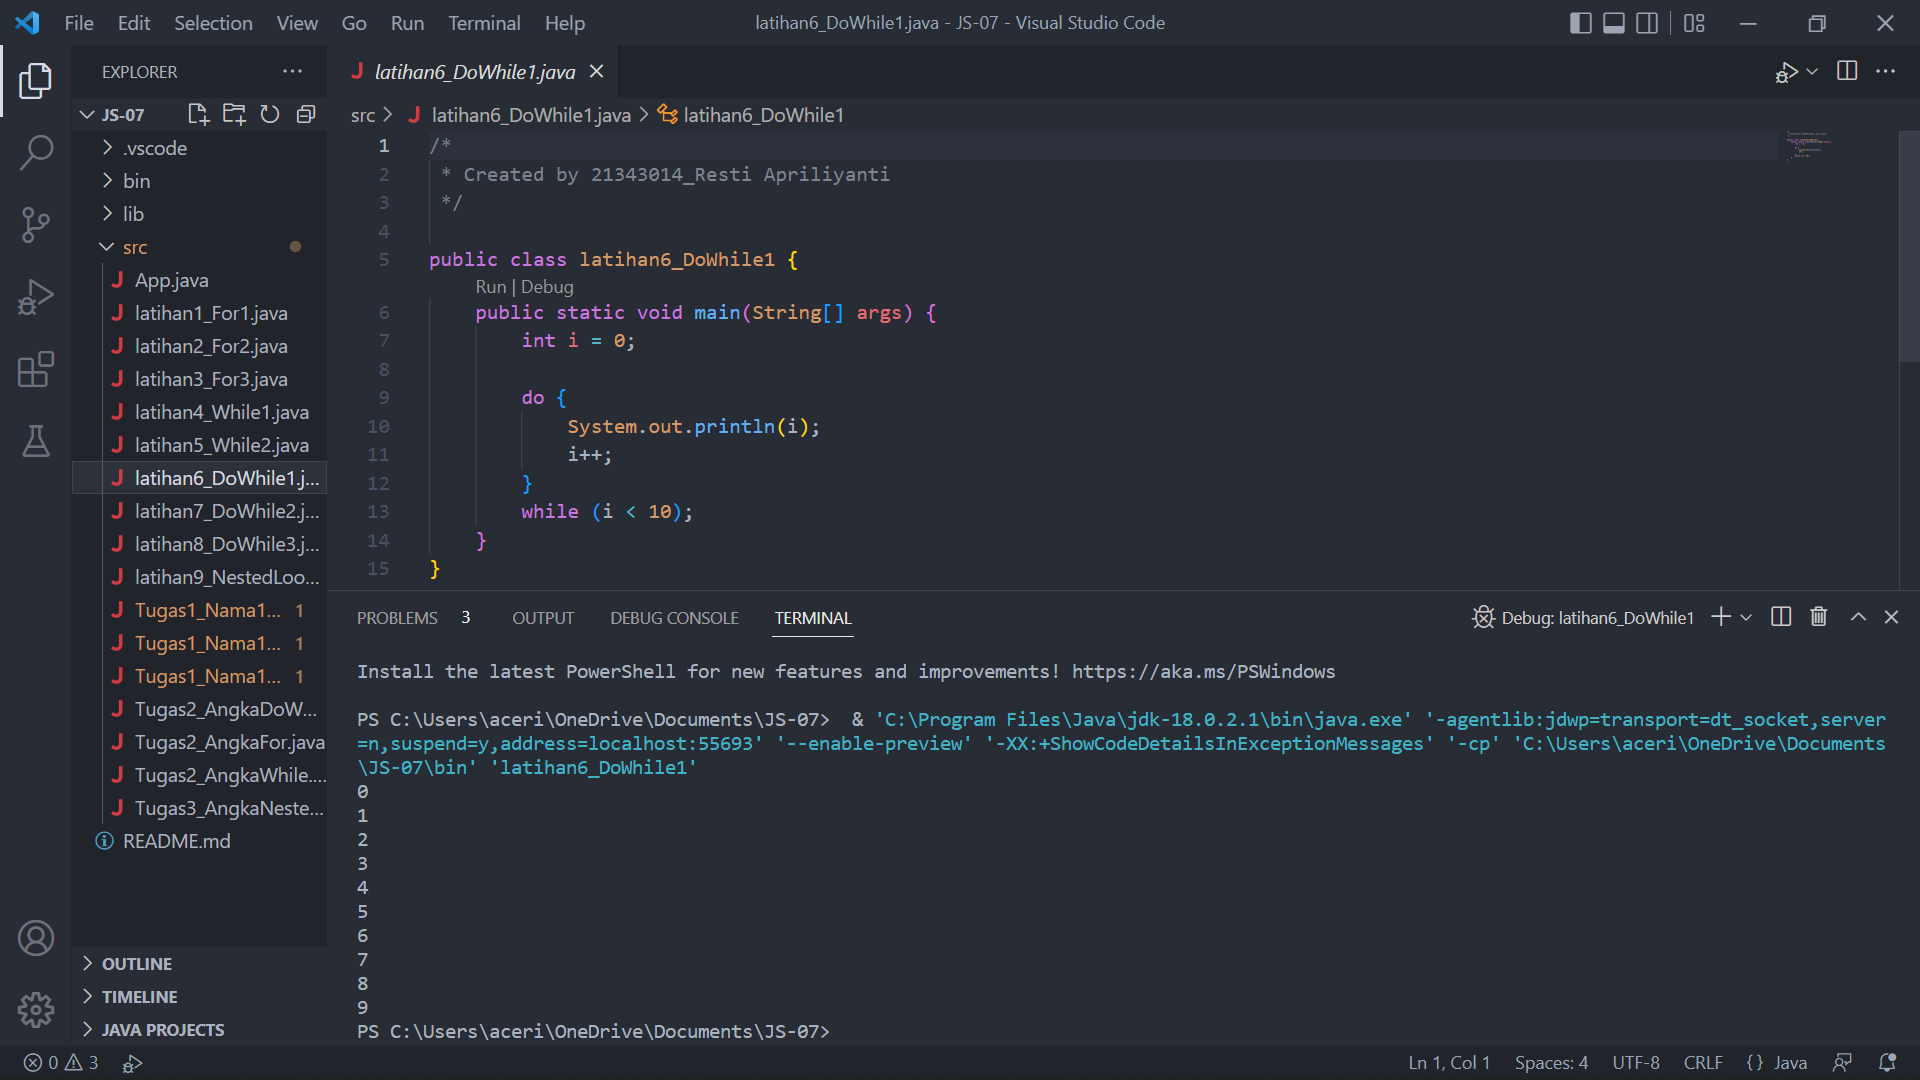 File Edit Selection View Go Run Terminal Help
latihan6_DoWhile1.java - JS-07 - Visual Studio Code
EXPLORER
JS-07
.vscode
bin
lib
src
App.java
latihan1_For1.java
latihan2_For2.java
latihan3_For3.java
latihan4_While1.java
latihan5_While2.java
latihan6_DoWhile1.j...
latihan7_DoWhile2.j...
latihan8_DoWhile3.j...
latihan9_NestedLoo...
Tugas1_Nama1... 1
Tugas1_Nama1... 1
Tugas1_Nama1... 1
Tugas2_AngkaDoW...
Tugas2_AngkaFor.java
Tugas2_AngkaWhile....
Tugas3_AngkaNeste...
README.md
OUTLINE
TIMELINE
JAVA PROJECTS
latihan6_DoWhile1.java
src > latihan6_DoWhile1.java > latihan6_DoWhile1
1 /*
2 * Created by 21343014_Resti Apriliyanti
3 */
4
5 public class latihan6_DoWhile1 {
Run | Debug
6 public static void main(String[] args) {
7 int i = 0;
8
9 do {
10 System.out.println(i);
11 i++;
12 }
13 while (i < 10);
14 }
15 }
PROBLEMS 3 OUTPUT DEBUG CONSOLE TERMINAL
Debug: latihan6_DoWhile1
Install the latest PowerShell for new features and improvements! https://aka.ms/PSWindows
PS C:\Users\aceri\OneDrive\Documents\JS-07> & 'C:\Program Files\Java\jdk-18.0.2.1\bin\java.exe' '-agentlib:jdwp=transport=dt_socket,server
=n,suspend=y,address=localhost:55693' '--enable-preview' '-XX:+ShowCodeDetailsInExceptionMessages' '-cp' 'C:\Users\aceri\OneDrive\Documents
\JS-07\bin' 'latihan6_DoWhile1'
0
1
2
3
4
5
6
7
8
9
PS C:\Users\aceri\OneDrive\Documents\JS-07>
0 3
Ln 1, Col 1 Spaces: 4 UTF-8 CRLF {} Java